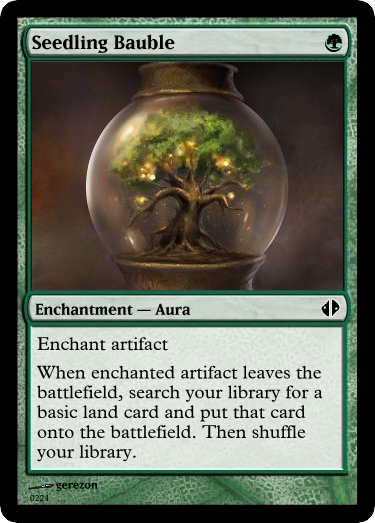 Seedling Bauble
Enchantment — Aura
Enchant artifact
When enchanted artifact leaves the
battlefield, search your library for a
basic land card and put that card
onto the battlefield. Then shuffle
your library.
gerezon
0221